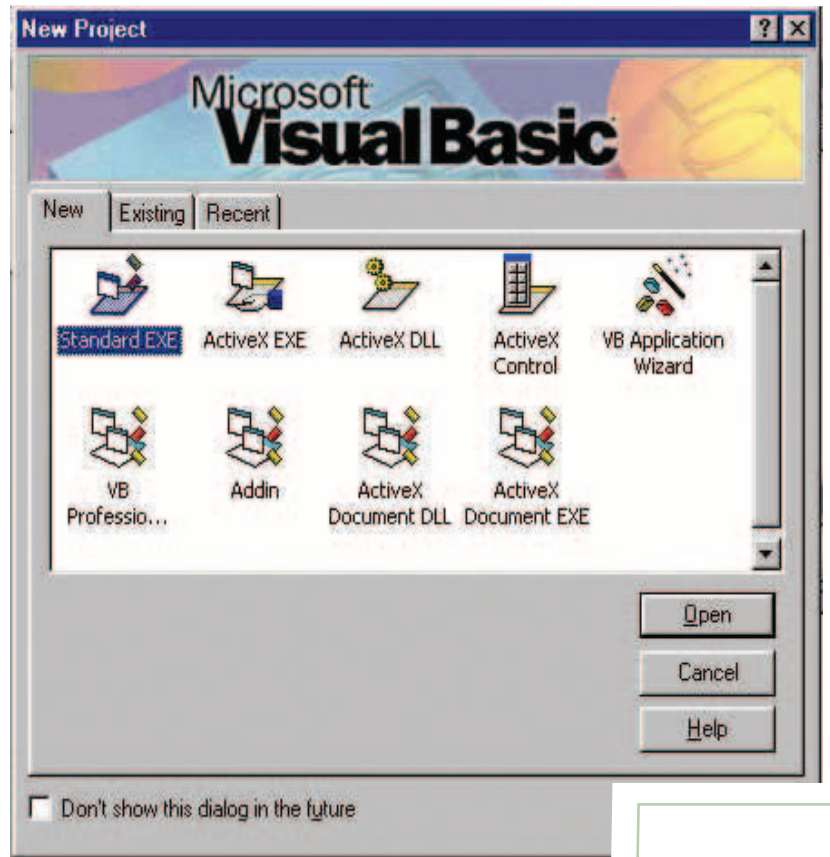 New Project
Microsoft
Visual Basic
New Existing Recent
Standard EXE ActiveX EXE ActiveX DLL ActiveX Control VB Application Wizard
VB Professio... Addin ActiveX Document DLL ActiveX Document EXE
Open
Cancel
Help
Don't show this dialog in the future